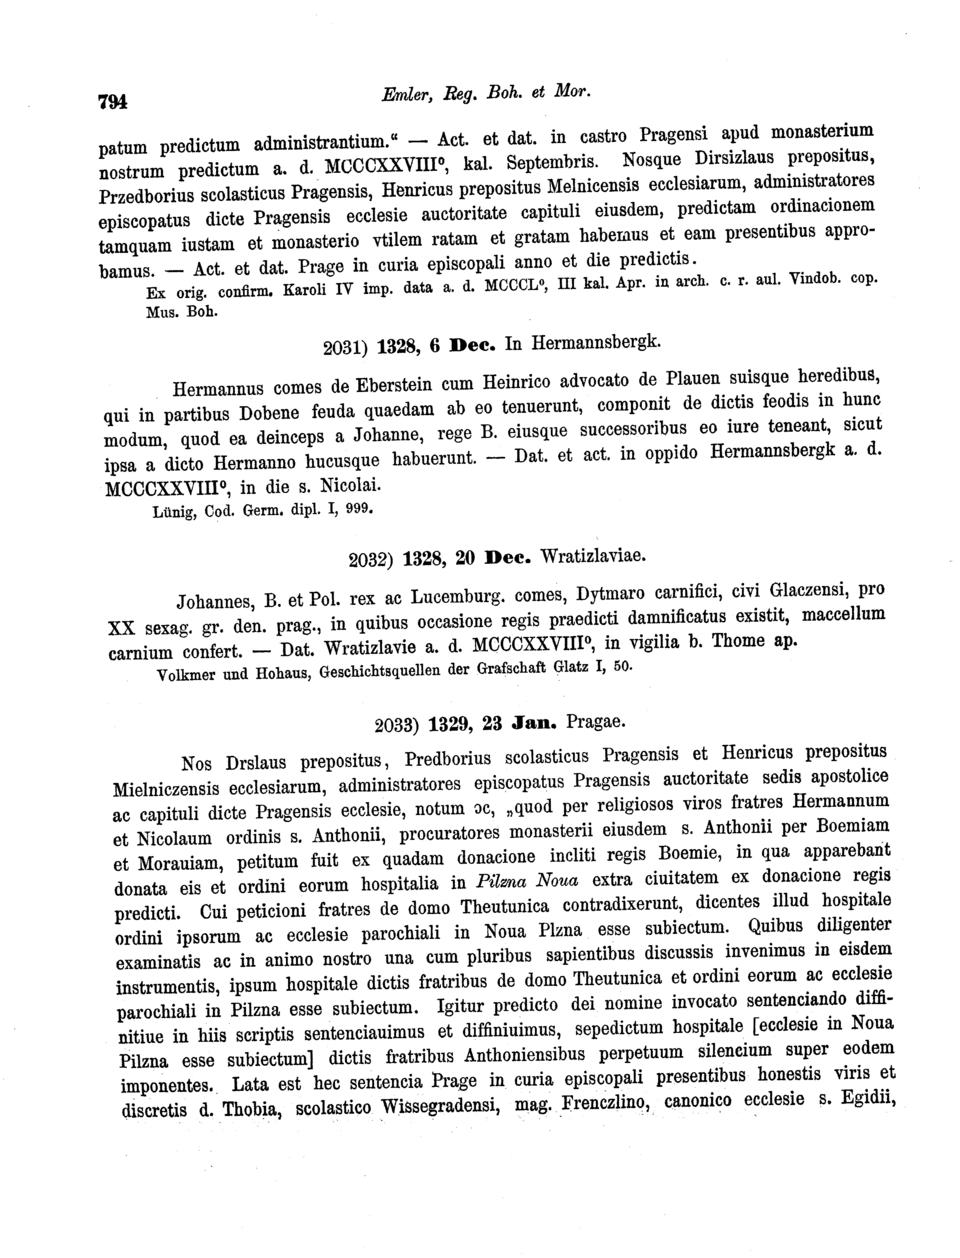 794
Emler, Reg. Boh. et Mor.
patum predictum administrantium.“ — Act. et dat. in castro Pragensi apud monasterium
nostrum predictum a. d. MCCCXXVIII⁰, kal. Septembris. Nosque Dirsizlaus prepositus,
Przedborius scolasticus Pragensis, Henricus prepositus Melnicensis ecclesiarum, administratores
episcopatus dicte Pragensis ecclesie auctoritate capituli eiusdem, predictam ordinacionem
tamquam iustam et monasterio vtilem ratam et gratam habemus et eam presentibus appro-
bamus. — Act. et dat. Prage in curia episcopali anno et die predictis.
Ex orig. confirm. Karoli IV imp. data a. d. MCCCL⁰, III kal. Apr. in arch. c. r. aul. Vindob. cop.
Mus. Boh.
2031) 1328, 6 Dec. In Hermannsbergk.
Hermannus comes de Eberstein cum Heinrico advocato de Plauen suisque heredibus,
qui in partibus Dobene feuda quaedam ab eo tenuerunt, componit de dictis feodis in hunc
modum, quod ea deinceps a Johanne, rege B. eiusque successoribus eo iure teneant, sicut
ipsa a dicto Hermanno hucusque habuerunt. — Dat. et act. in oppido Hermannsbergk a. d.
MCCCXXVIII⁰, in die s. Nicolai.
Lünig, Cod. Germ. dipl. I, 999.
2032) 1328, 20 Dec. Wratizlaviae.
Johannes, B. et Pol. rex ac Lucemburg. comes, Dytmaro carnifici, civi Glaczensi, pro
XX sexag. gr. den. prag., in quibus occasione regis praedicti damnificatus existit, maccellum
carnium confert. — Dat. Wratizlavie a. d. MCCCXXVIII⁰, in vigilia b. Thome ap.
Volkmer und Hohaus, Geschichtsquellen der Grafschaft Glatz I, 50.
2033) 1329, 23 Jan. Pragae.
Nos Drslaus prepositus, Predborius scolasticus Pragensis et Henricus prepositus
Mielniczensis ecclesiarum, administratores episcopatus Pragensis auctoritate sedis apostolice
ac capituli dicte Pragensis ecclesie, notum ɔc, „quod per religiosos viros fratres Hermannum
et Nicolaum ordinis s. Anthonii, procuratores monasterii eiusdem s. Anthonii per Boemiam
et Morauiam, petitum fuit ex quadam donacione incliti regis Boemie, in qua apparebant
donata eis et ordini eorum hospitalia in Pilzna Noua extra ciuitatem ex donacione regis
predicti. Cui peticioni fratres de domo Theutunica contradixerunt, dicentes illud hospitale
ordini ipsorum ac ecclesie parochiali in Noua Plzna esse subiectum. Quibus diligenter
examinatis ac in animo nostro una cum pluribus sapientibus discussis invenimus in eisdem
instrumentis, ipsum hospitale dictis fratribus de domo Theutunica et ordini eorum ac ecclesie
parochiali in Pilzna esse subiectum. Igitur predicto dei nomine invocato sentenciando diffi-
nitiue in hiis scriptis sentenciauimus et diffiniuimus, sepedictum hospitale [ecclesie in Noua
Pilzna esse subiectum] dictis fratribus Anthoniensibus perpetuum silencium super eodem
imponentes. Lata est hec sentencia Prage in curia episcopali presentibus honestis viris et
discretis d. Thobia, scolastico Wissegradensi, mag. Frenczlino, canonico ecclesie s. Egidii,